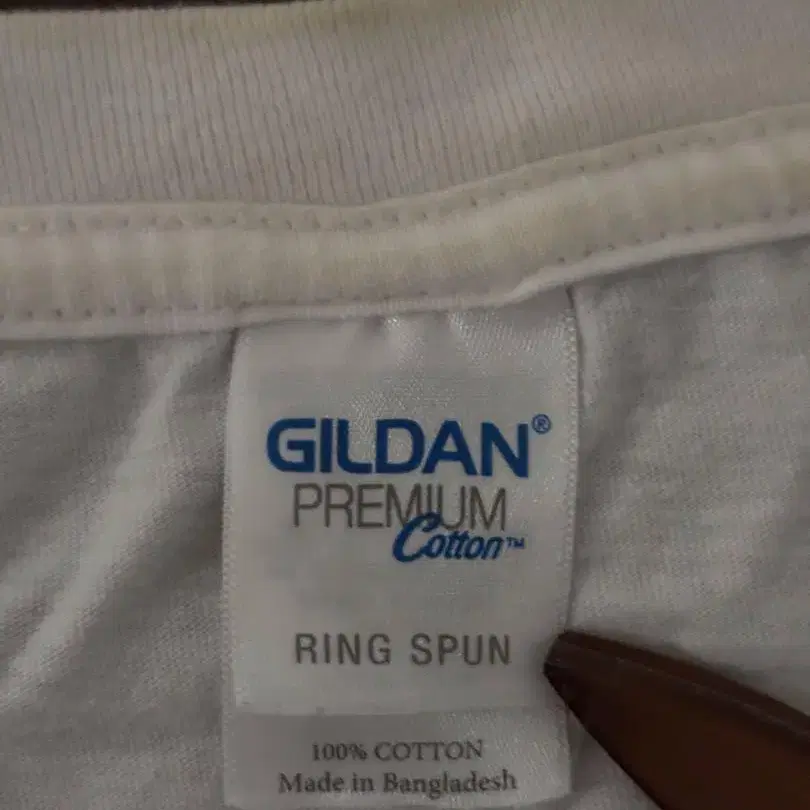 GILDAN®
PREMIUM
Cotton™
RING SPUN
100% COTTON
Made in Bangladesh